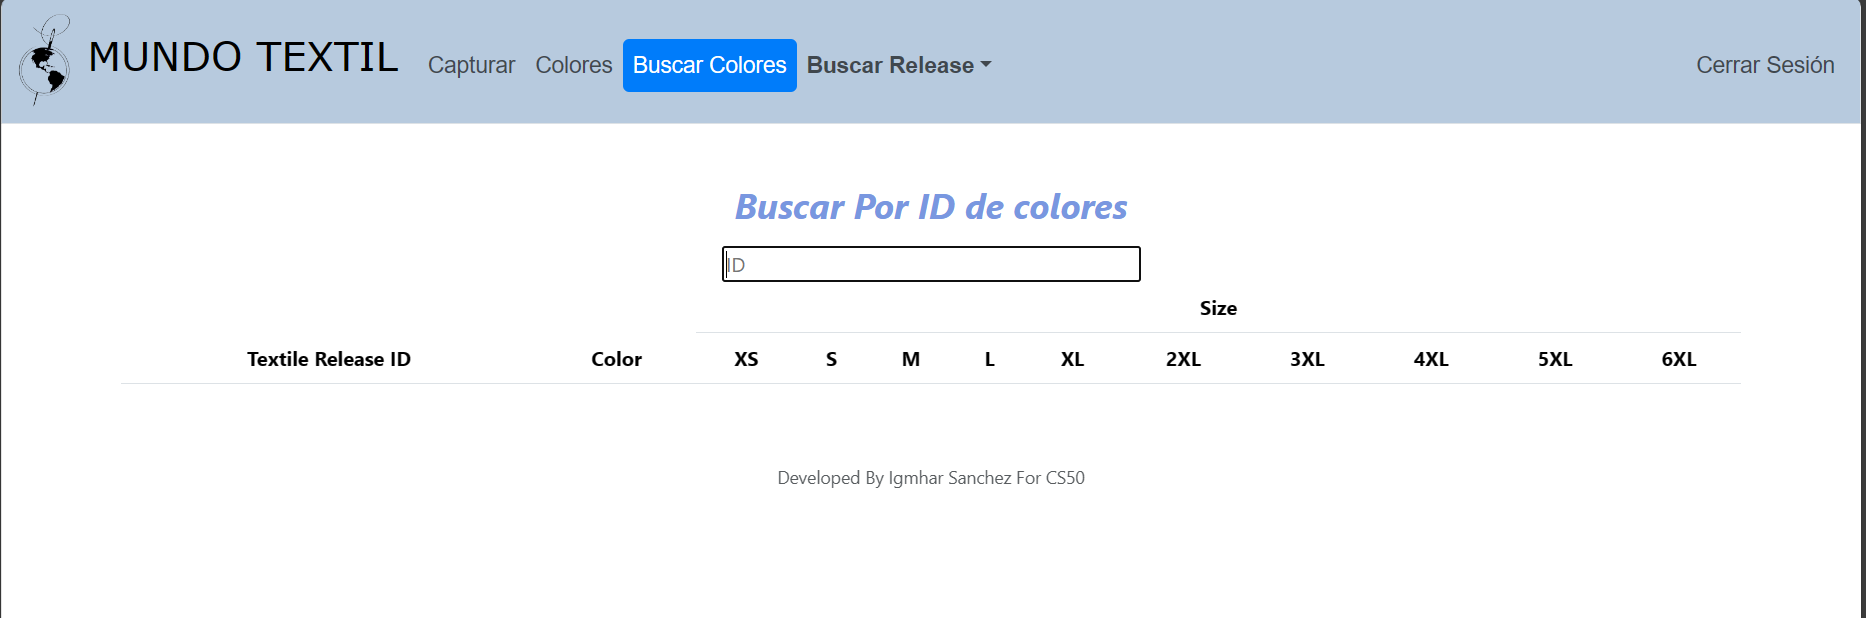 MUNDO TEXTIL Capturar Colores Buscar Colores Buscar Release Cerrar Sesión
Buscar Por ID de colores
ID
Size
Textile Release ID Color XS S M L XL 2XL 3XL 4XL 5XL 6XL
Developed By Igmhar Sanchez For CS50